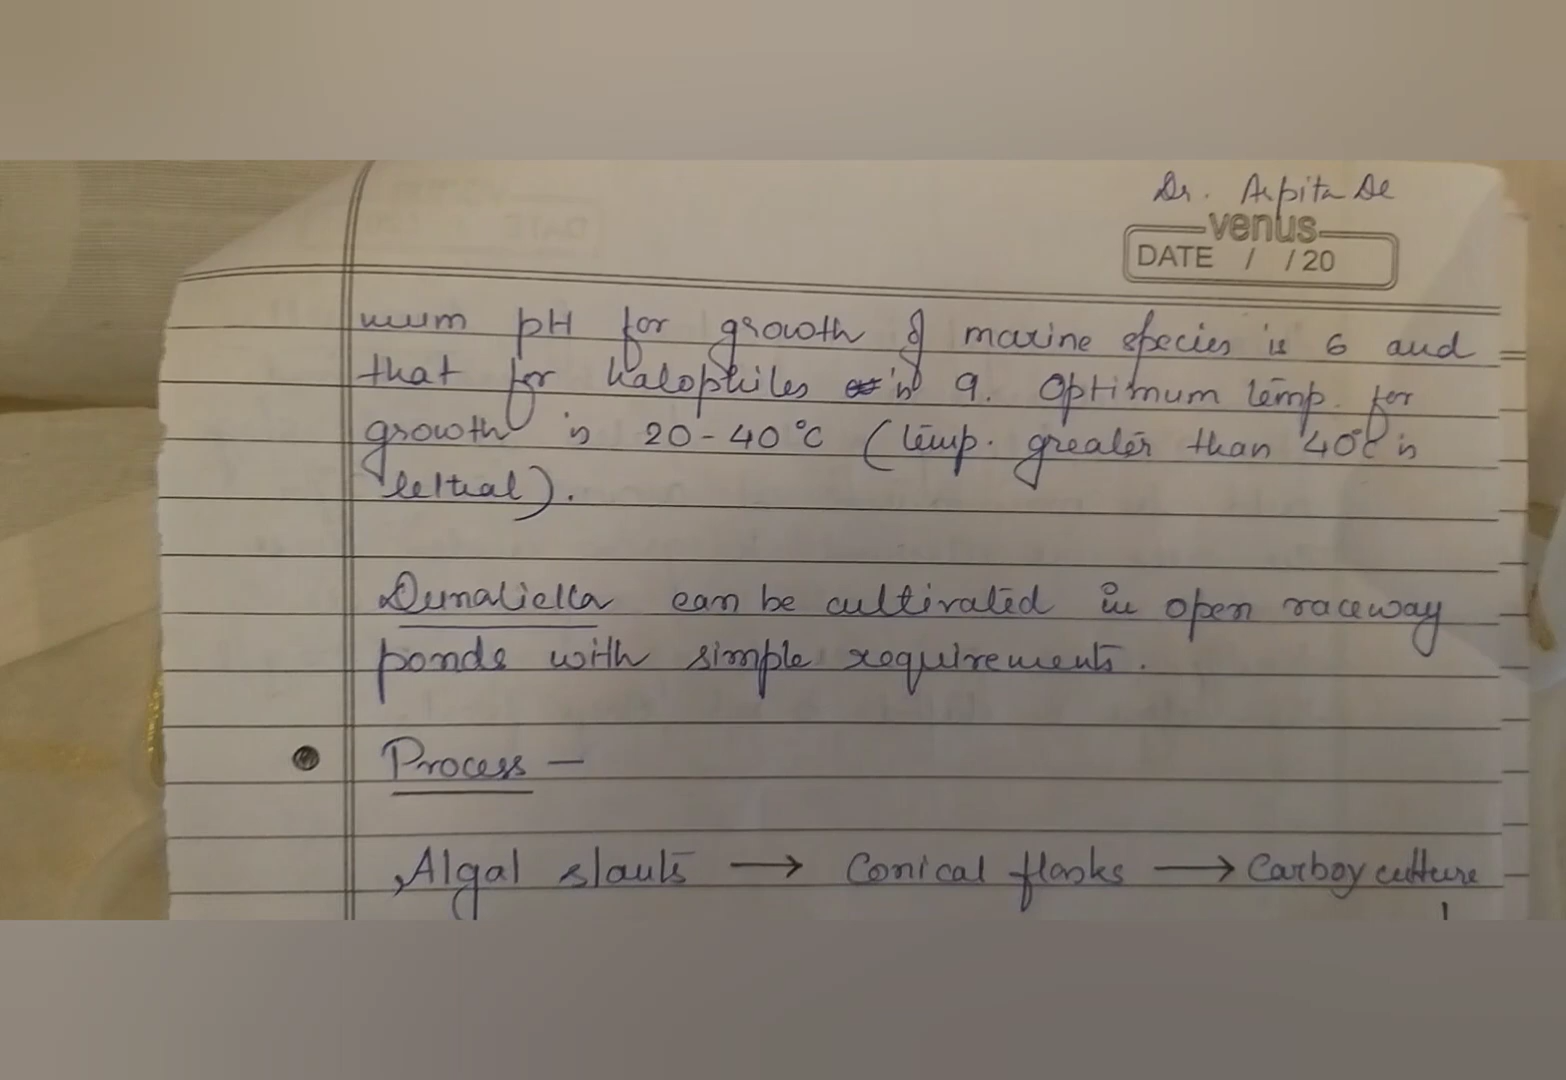 Dr. Arpita De
venus
DATE / /20
mum pH for growth of marine species is 6 and
that for halophiles is 9. Optimum temp. for
growth is 20-40°C (temp. greater than 40°C is
lethal).
Dunaliella can be cultivated in open raceway
ponds with simple requirements.
Process —
Algal slants → Conical flasks → Carboy culture